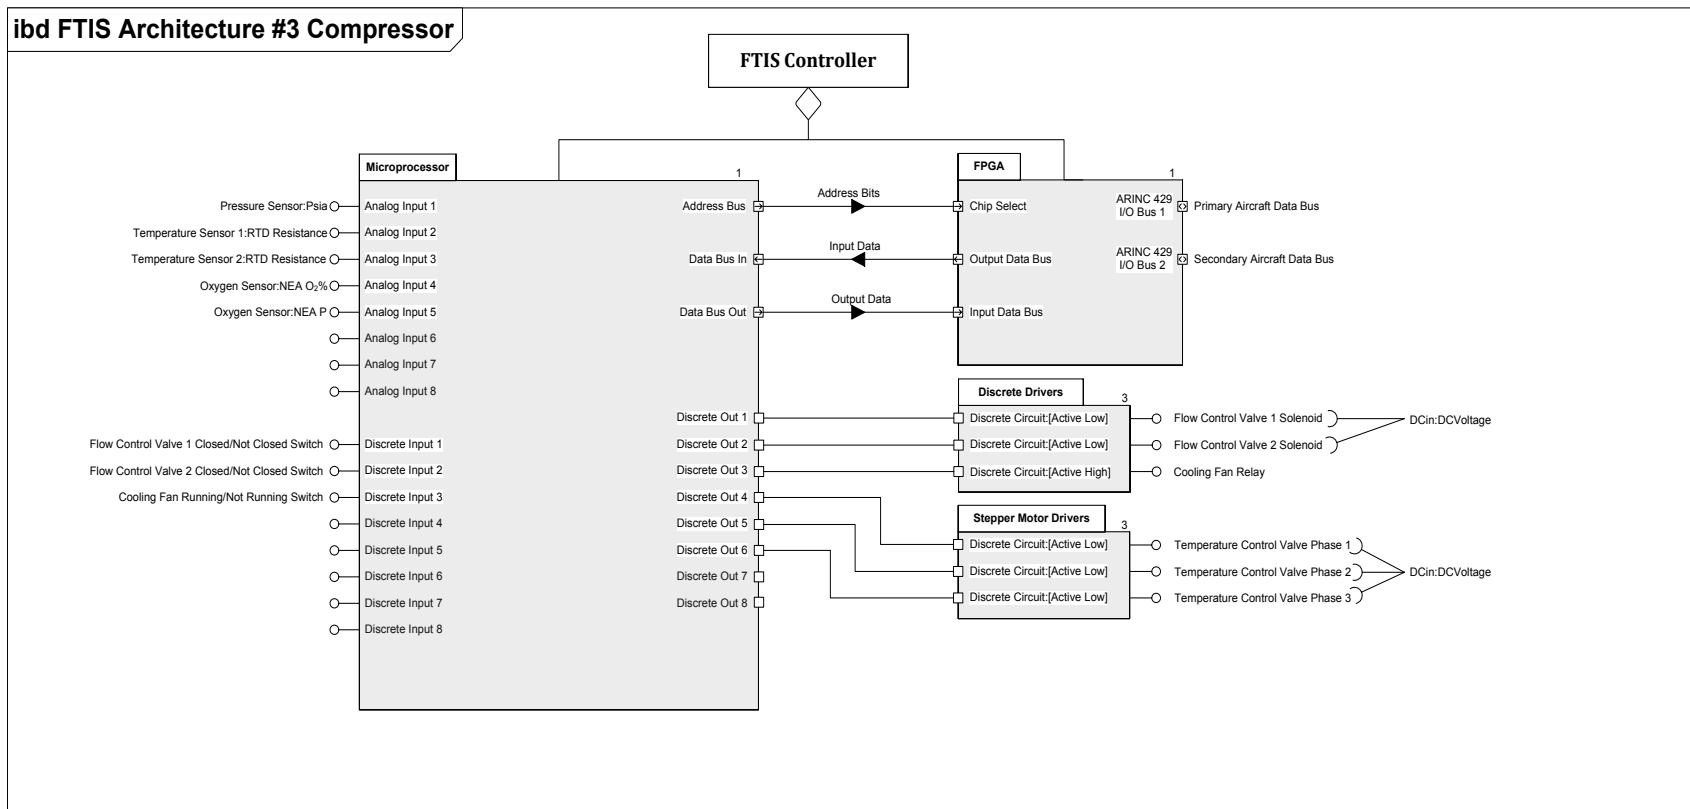 ibd FTIS Architecture #3 Compressor
FTIS Controller
Microprocessor
1
Pressure Sensor:Psia
Analog Input 1
Temperature Sensor 1:RTD Resistance
Analog Input 2
Temperature Sensor 2:RTD Resistance
Analog Input 3
Oxygen Sensor:NEA O₂%
Analog Input 4
Oxygen Sensor:NEA P
Analog Input 5
Analog Input 6
Analog Input 7
Analog Input 8
Flow Control Valve 1 Closed/Not Closed Switch
Discrete Input 1
Flow Control Valve 2 Closed/Not Closed Switch
Discrete Input 2
Cooling Fan Running/Not Running Switch
Discrete Input 3
Discrete Input 4
Discrete Input 5
Discrete Input 6
Discrete Input 7
Discrete Input 8
Address Bus
Data Bus In
Data Bus Out
Discrete Out 1
Discrete Out 2
Discrete Out 3
Discrete Out 4
Discrete Out 5
Discrete Out 6
Discrete Out 7
Discrete Out 8
Address Bits
Input Data
Output Data
FPGA
1
Chip Select
Output Data Bus
Input Data Bus
ARINC 429
I/O Bus 1
Primary Aircraft Data Bus
ARINC 429
I/O Bus 2
Secondary Aircraft Data Bus
Discrete Drivers
3
Discrete Circuit:[Active Low]
Flow Control Valve 1 Solenoid
Discrete Circuit:[Active Low]
Flow Control Valve 2 Solenoid
Discrete Circuit:[Active High]
Cooling Fan Relay
DCin:DCVoltage
Stepper Motor Drivers
3
Discrete Circuit:[Active Low]
Temperature Control Valve Phase 1
Discrete Circuit:[Active Low]
Temperature Control Valve Phase 2
Discrete Circuit:[Active Low]
Temperature Control Valve Phase 3
DCin:DCVoltage